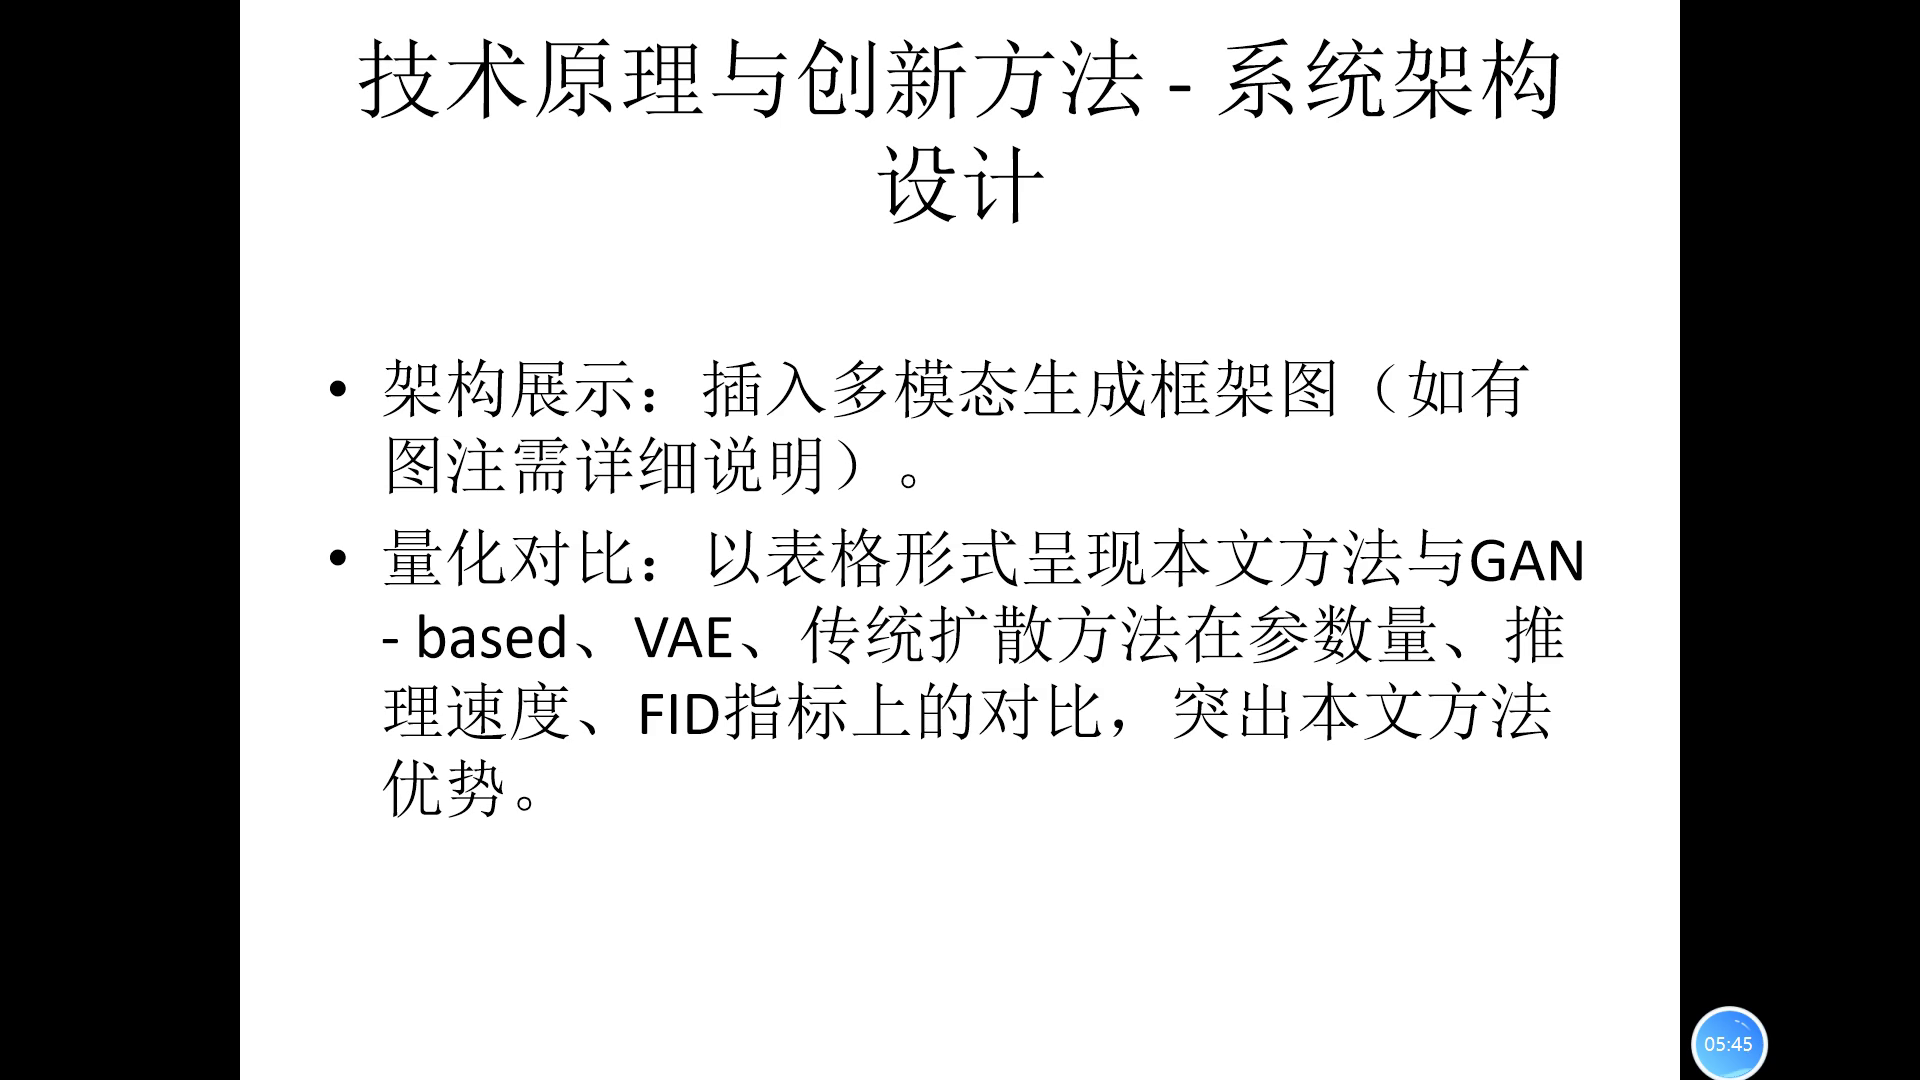 技术原理与创新方法 - 系统架构
设计
• 架构展示：插入多模态生成框架图（如有
图注需详细说明）。
• 量化对比：以表格形式呈现本文方法与GAN
- based、VAE、传统扩散方法在参数量、推
理速度、FID指标上的对比，突出本文方法
优势。
05:45